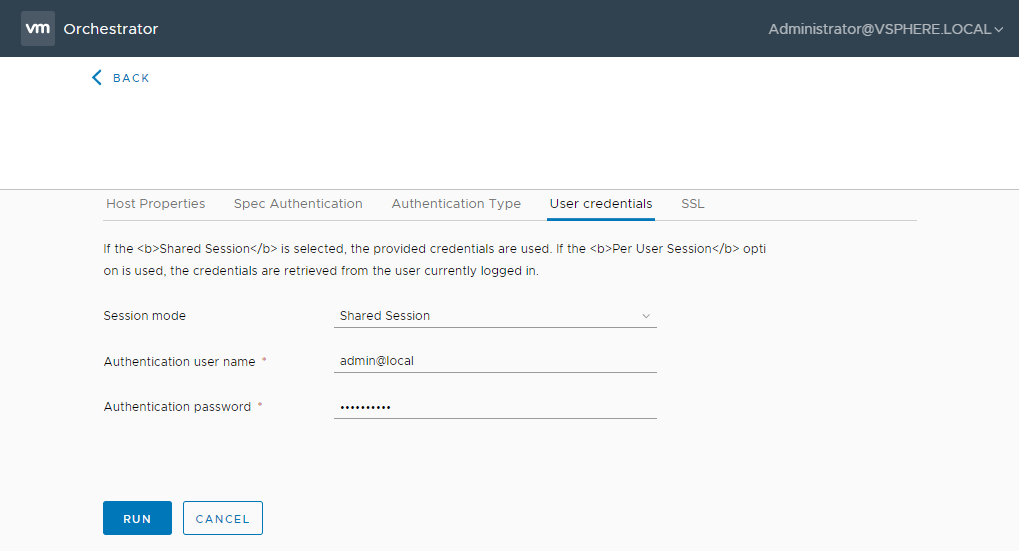 vm Orchestrator Administrator@VSPHERE.LOCAL
BACK
Host Properties Spec Authentication Authentication Type User credentials SSL
If the <b>Shared Session</b> is selected, the provided credentials are used. If the <b>Per User Session</b> opti
on is used, the credentials are retrieved from the user currently logged in.
Session mode Shared Session
Authentication user name * admin@local
Authentication password * ••••••••••
RUN CANCEL